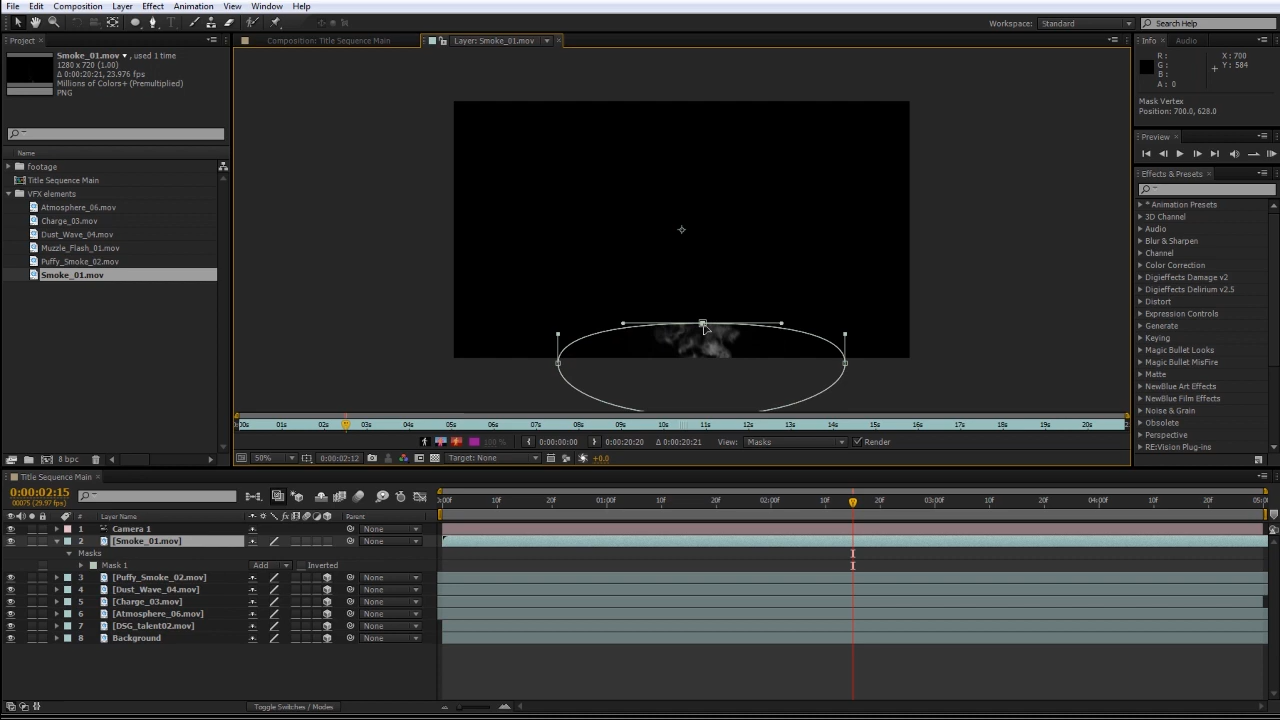 File Edit Composition Layer Effect Animation View Window Help
Workspace: Standard Search Help
Project Composition: Title Sequence Main Layer: Smoke_01.mov Info Audio
Smoke_01.mov ▼, used 1 time
1280 x 720 (1.00)
Δ 0:00:20:21, 23.976 fps
Millions of Colors+ (Premultiplied)
PNG
R: X: 700
G: Y: 584
B:
A: 0
Mask Vertex
Position: 700.0, 628.0
Preview
Name
footage
Title Sequence Main
VFX elements
Atmosphere_06.mov
Charge_03.mov
Dust_Wave_04.mov
Muzzle_Flash_01.mov
Puffy_Smoke_02.mov
Smoke_01.mov
Effects & Presets
* Animation Presets
3D Channel
Audio
Blur & Sharpen
Channel
Color Correction
Digieffects Damage v2
Digieffects Delirium v2.5
Distort
Expression Controls
Generate
Keying
Magic Bullet Looks
Magic Bullet MisFire
Matte
NewBlue Art Effects
NewBlue Film Effects
Noise & Grain
Obsolete
Perspective
RE:Vision Plug-ins
:00s 01s 02s 03s 04s 05s 06s 07s 08s 09s 10s 11s 12s 13s 14s 15s 16s 17s 18s 19s 20s
100 % 0:00:00:00 0:00:20:20 Δ 0:00:20:21 View: Masks Render
8 bpc 50% 0:00:02:12 Target: None +0.0
Title Sequence Main
0:00:02:15
00075 (29.97 fps)
:00f 10f 20f 01:00f 10f 20f 02:00f 10f 20f 03:00f 10f 20f 04:00f 10f 20f 05:00
# Layer Name Parent
1 Camera 1 None
2 [Smoke_01.mov] None
Masks
Mask 1 Add Inverted
3 [Puffy_Smoke_02.mov] None
4 [Dust_Wave_04.mov] None
5 [Charge_03.mov] None
6 [Atmosphere_06.mov] None
7 [DSG_talent02.mov] None
8 Background None
Toggle Switches / Modes